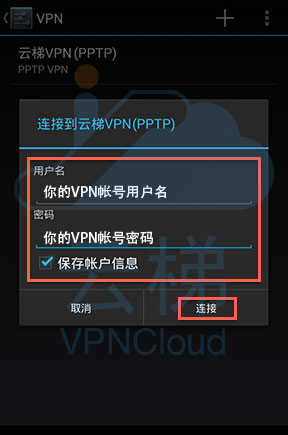 VPN
云梯VPN(PPTP)
PPTP VPN
连接到云梯VPN(PPTP)
用户名
你的VPN帐号用户名
密码
你的VPN帐号密码
保存帐户信息
取消
连接
云梯
VPNCloud